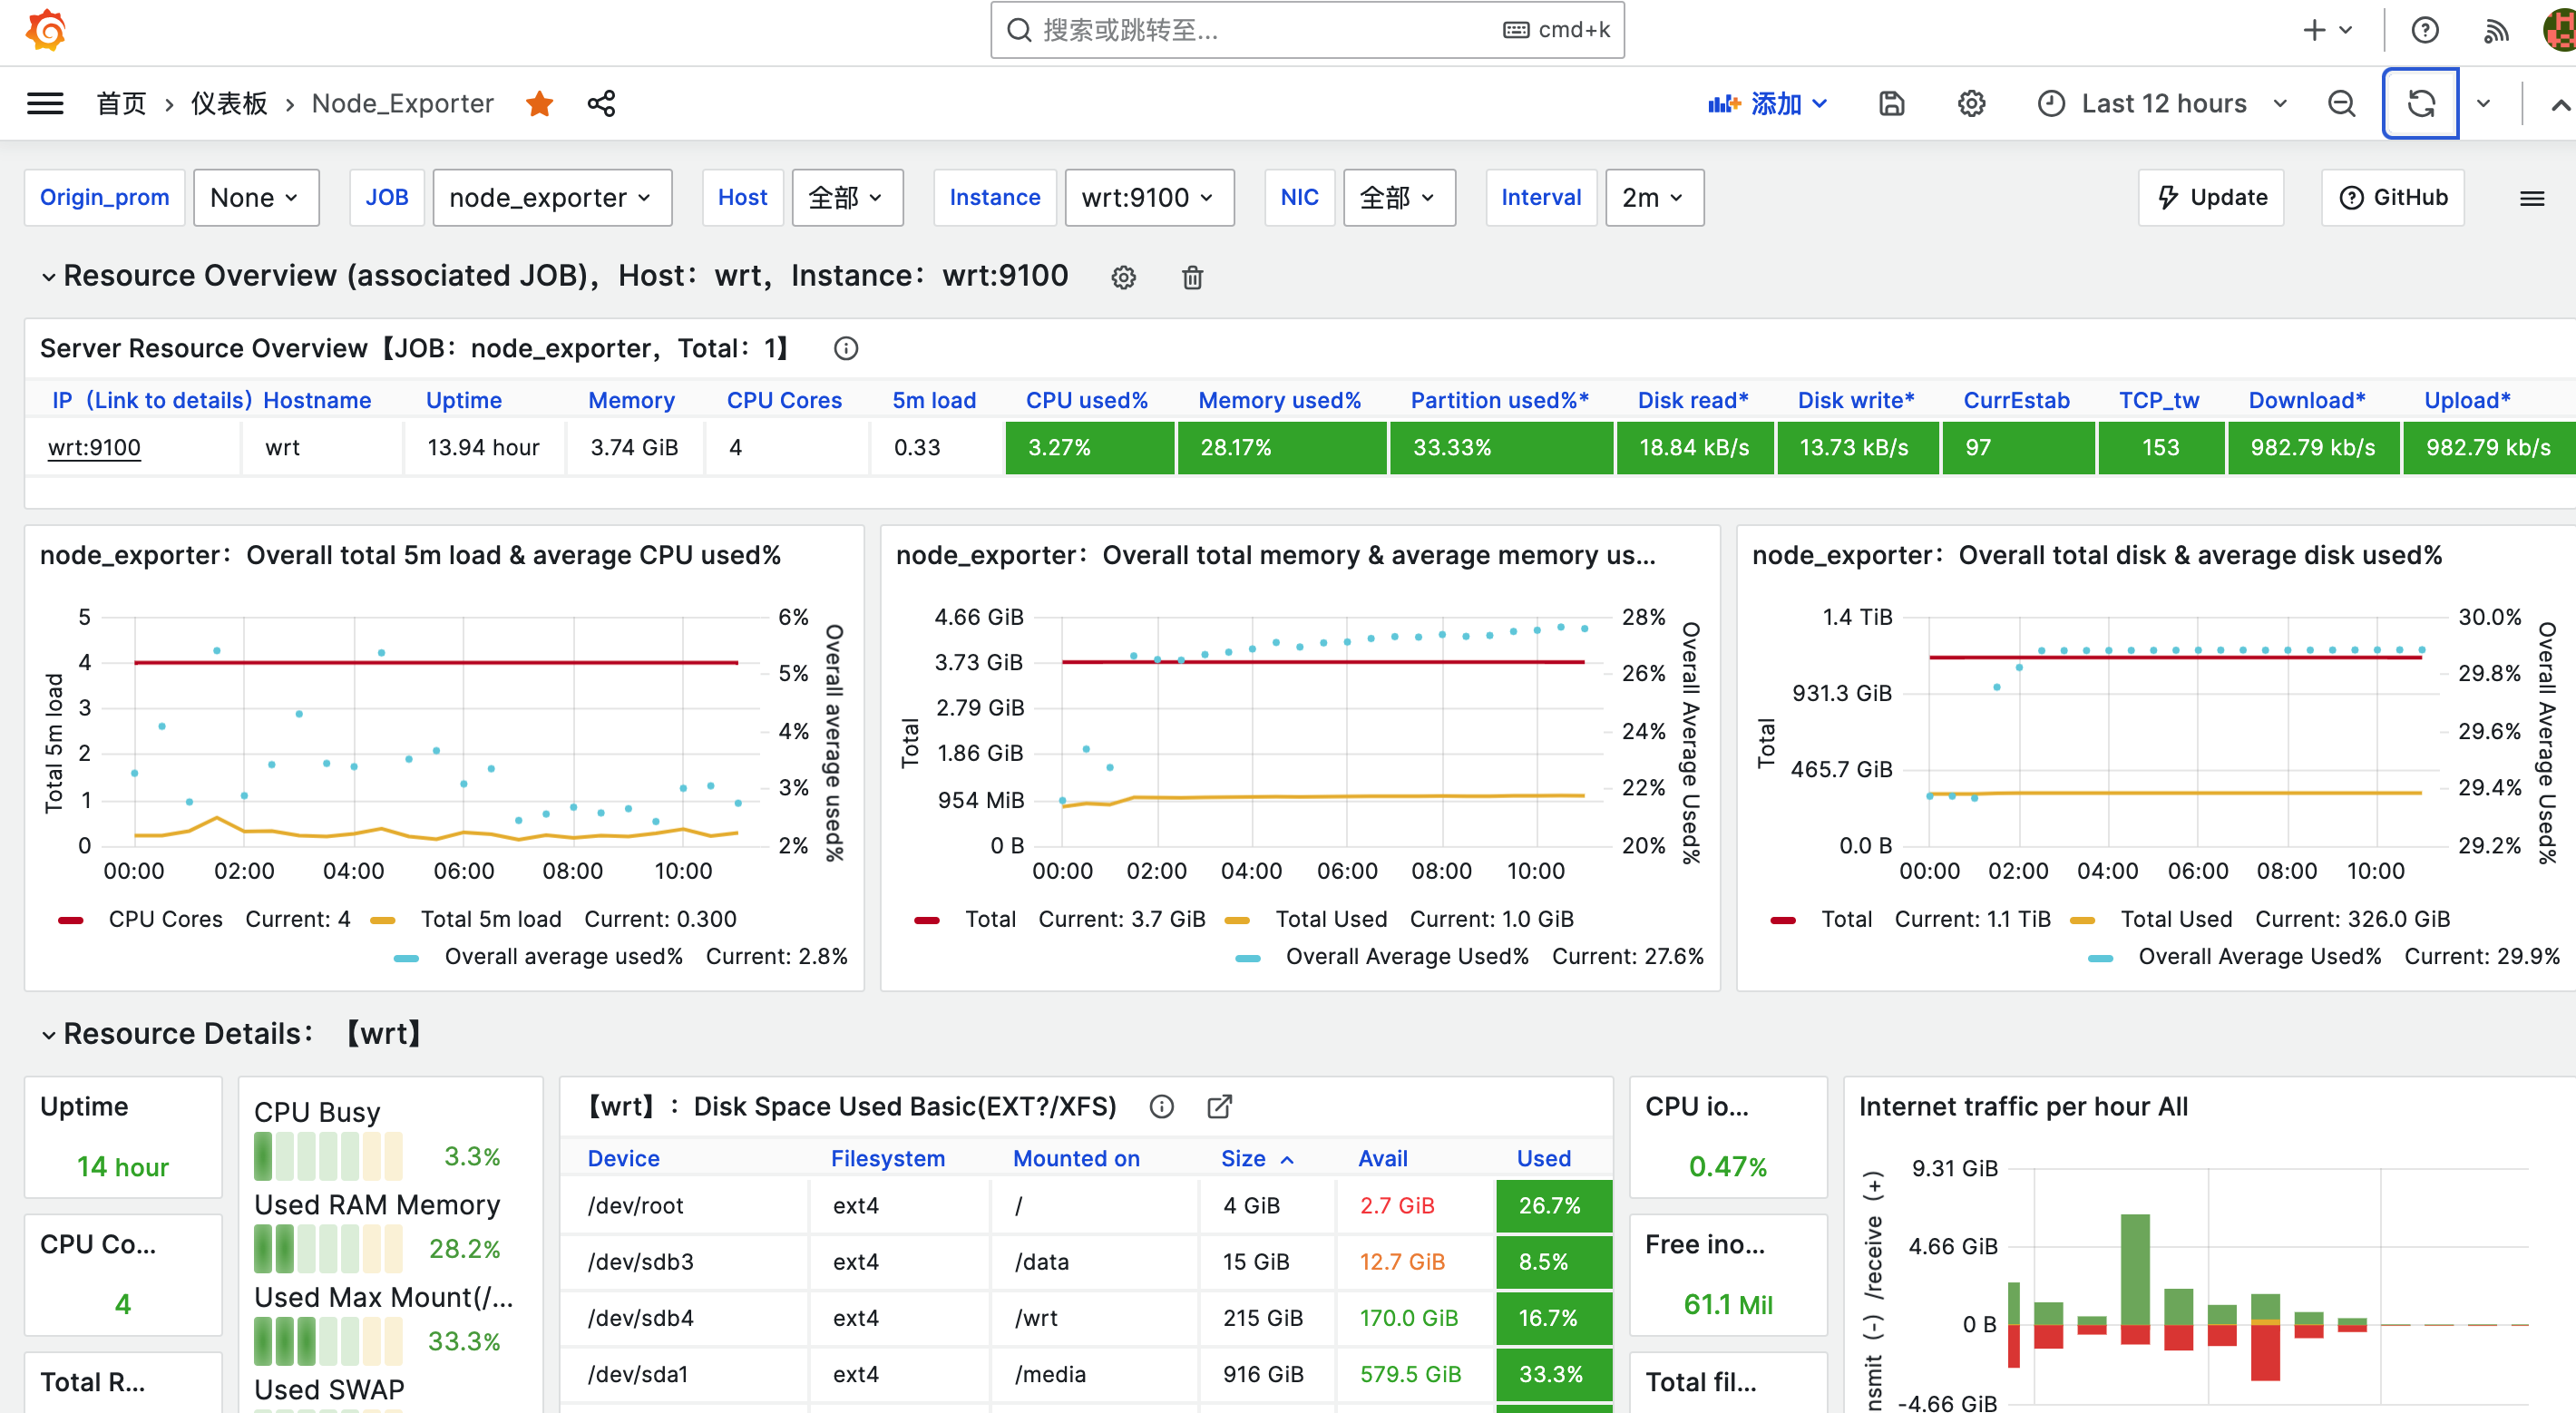 搜索或跳转至...
cmd+k
首页 › 仪表板 › Node_Exporter
添加
Last 12 hours
Origin_prom None JOB node_exporter Host 全部 Instance wrt:9100 NIC 全部 Interval 2m Update GitHub
Resource Overview (associated JOB)，Host：wrt，Instance：wrt:9100
Server Resource Overview【JOB：node_exporter，Total：1】
IP（Link to details） Hostname Uptime Memory CPU Cores 5m load CPU used% Memory used% Partition used%* Disk read* Disk write* CurrEstab TCP_tw Download* Upload*
wrt:9100 wrt 13.94 hour 3.74 GiB 4 0.33 3.27% 28.17% 33.33% 18.84 kB/s 13.73 kB/s 97 153 982.79 kb/s 982.79 kb/s
node_exporter：Overall total 5m load & average CPU used%
5
4
3
2
1
0
Total 5m load
6%
5%
4%
3%
2%
Overall average used%
00:00 02:00 04:00 06:00 08:00 10:00
CPU Cores Current: 4 Total 5m load Current: 0.300
Overall average used% Current: 2.8%
node_exporter：Overall total memory & average memory us...
4.66 GiB
3.73 GiB
2.79 GiB
1.86 GiB
954 MiB
0 B
Total
28%
26%
24%
22%
20%
Overall Average Used%
00:00 02:00 04:00 06:00 08:00 10:00
Total Current: 3.7 GiB Total Used Current: 1.0 GiB
Overall Average Used% Current: 27.6%
node_exporter：Overall total disk & average disk used%
1.4 TiB
931.3 GiB
465.7 GiB
0.0 B
Total
30.0%
29.8%
29.6%
29.4%
29.2%
Overall Average Used%
00:00 02:00 04:00 06:00 08:00 10:00
Total Current: 1.1 TiB Total Used Current: 326.0 GiB
Overall Average Used% Current: 29.9%
Resource Details：【wrt】
Uptime
14 hour
CPU Co...
4
Total R...
CPU Busy
3.3%
Used RAM Memory
28.2%
Used Max Mount(/...
33.3%
Used SWAP
【wrt】：Disk Space Used Basic(EXT?/XFS)
Device Filesystem Mounted on Size Avail Used
/dev/root ext4 / 4 GiB 2.7 GiB 26.7%
/dev/sdb3 ext4 /data 15 GiB 12.7 GiB 8.5%
/dev/sdb4 ext4 /wrt 215 GiB 170.0 GiB 16.7%
/dev/sda1 ext4 /media 916 GiB 579.5 GiB 33.3%
CPU io...
0.47%
Free ino...
61.1 Mil
Total fil...
Internet traffic per hour All
9.31 GiB
4.66 GiB
0 B
-4.66 GiB
nsmit (-) /receive (+)